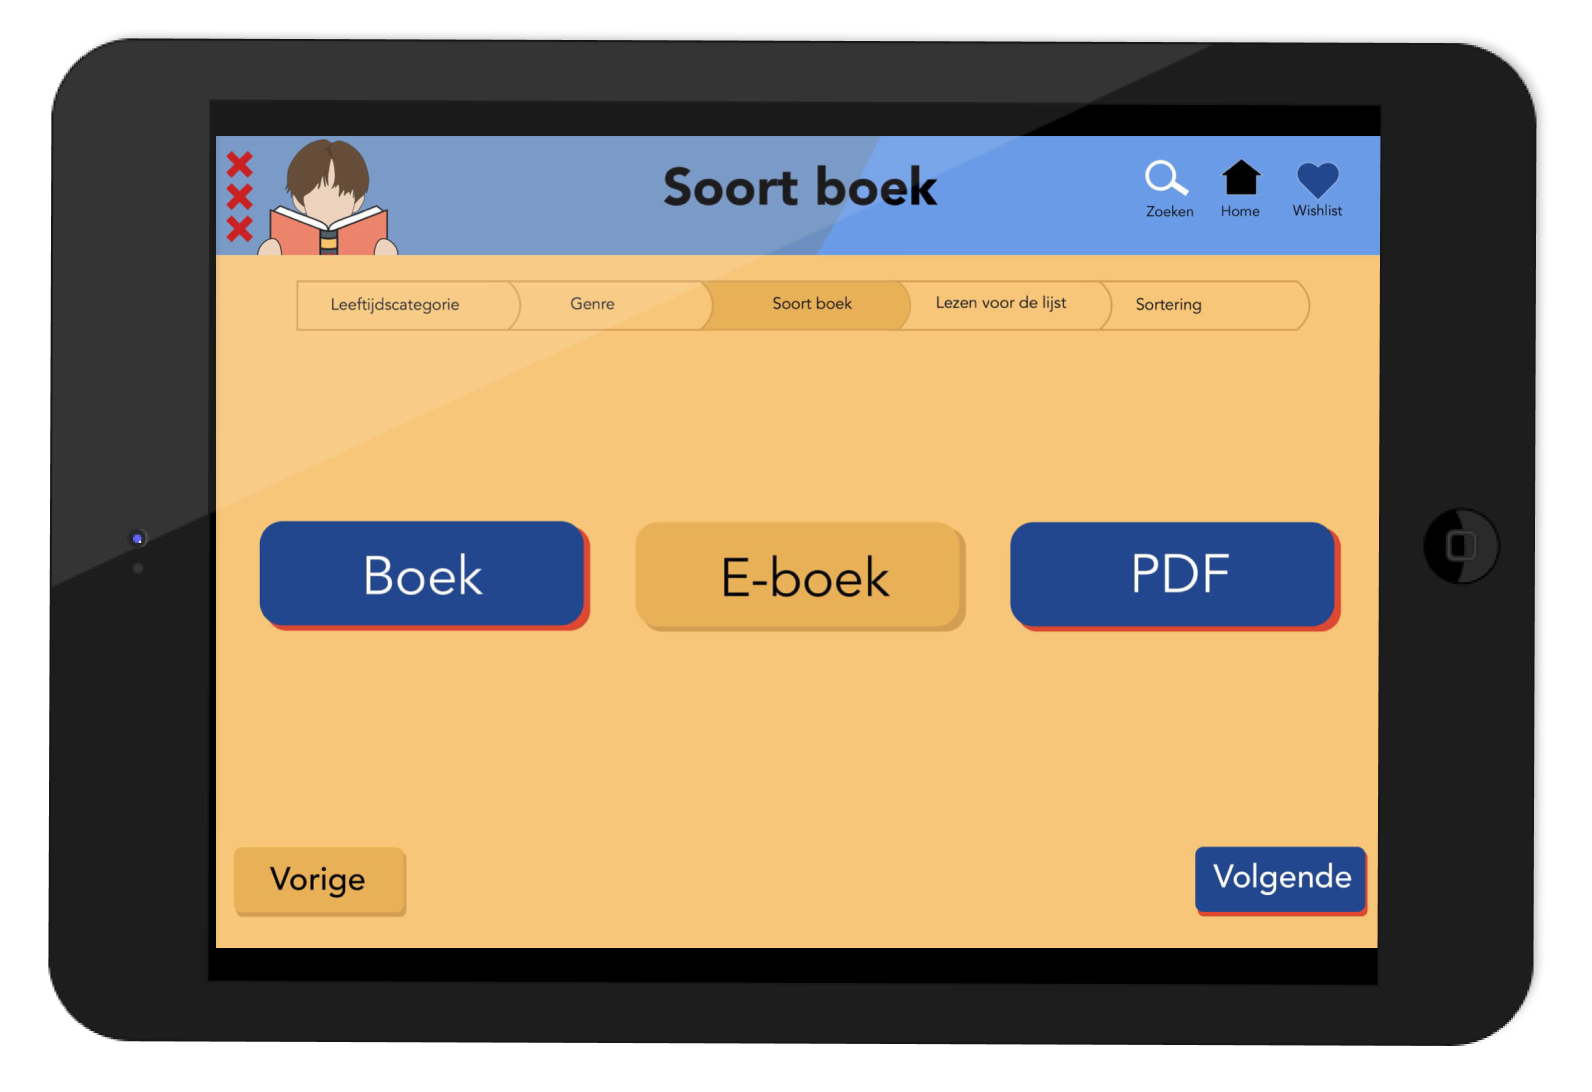 Soort boek
Zoeken
Home
Wishlist
Leeftijdscategorie
Genre
Soort boek
Lezen voor de lijst
Sortering
Boek
E-boek
PDF
Vorige
Volgende